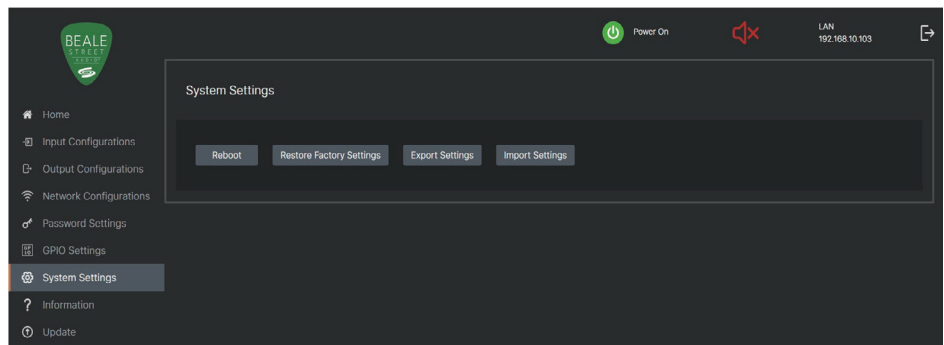 BEALE
STREET
AUDIO
Power On
LAN
192.168.10.103
System Settings
Home
Input Configurations
Output Configurations
Network Configurations
Password Settings
GPIO Settings
System Settings
Information
Update
Reboot
Restore Factory Settings
Export Settings
Import Settings